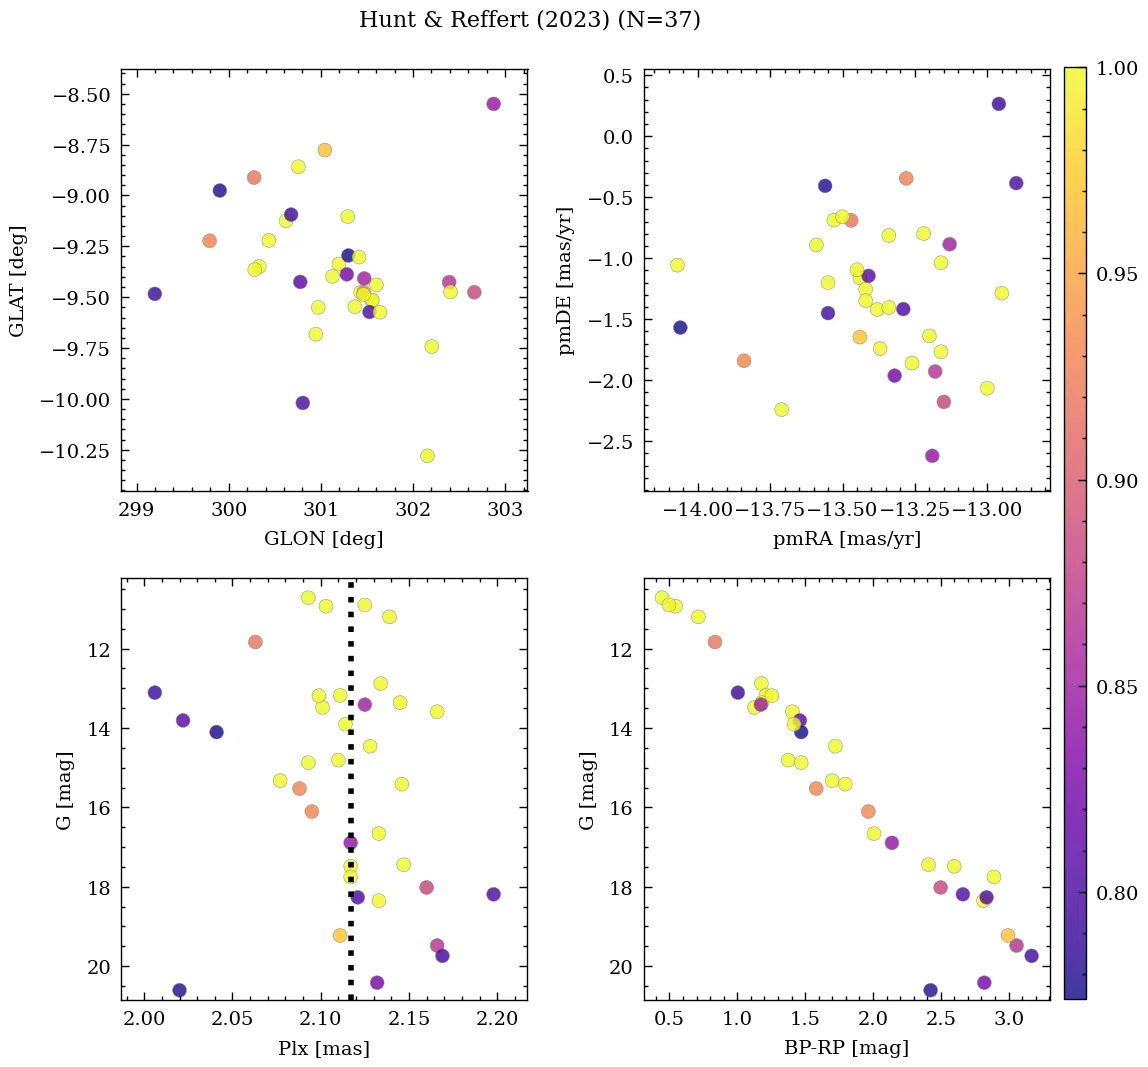 Hunt & Reffert (2023) (N=37)
−8.50
−8.75
−9.00
−9.25
−9.50
−9.75
−10.00
−10.25
GLAT [deg]
299 300 301 302 303
GLON [deg]
0.5
0.0
−0.5
−1.0
−1.5
−2.0
−2.5
pmDE [mas/yr]
−14.00 −13.75 −13.50 −13.25 −13.00
pmRA [mas/yr]
1.00
0.95
0.90
0.85
0.80
12
14
16
18
20
G [mag]
2.00 2.05 2.10 2.15 2.20
Plx [mas]
12
14
16
18
20
G [mag]
0.5 1.0 1.5 2.0 2.5 3.0
BP-RP [mag]